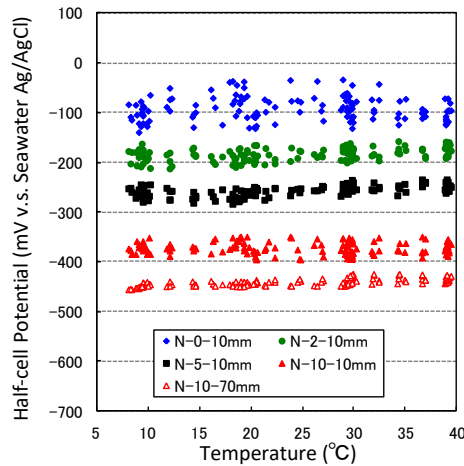 Half-cell Potential (mV v.s. Seawater Ag/AgCl)
100
0
-100
-200
-300
-400
-500
-600
-700
N-0-10mm N-2-10mm
N-5-10mm N-10-10mm
N-10-70mm
5 10 15 20 25 30 35 40
Temperature (℃)